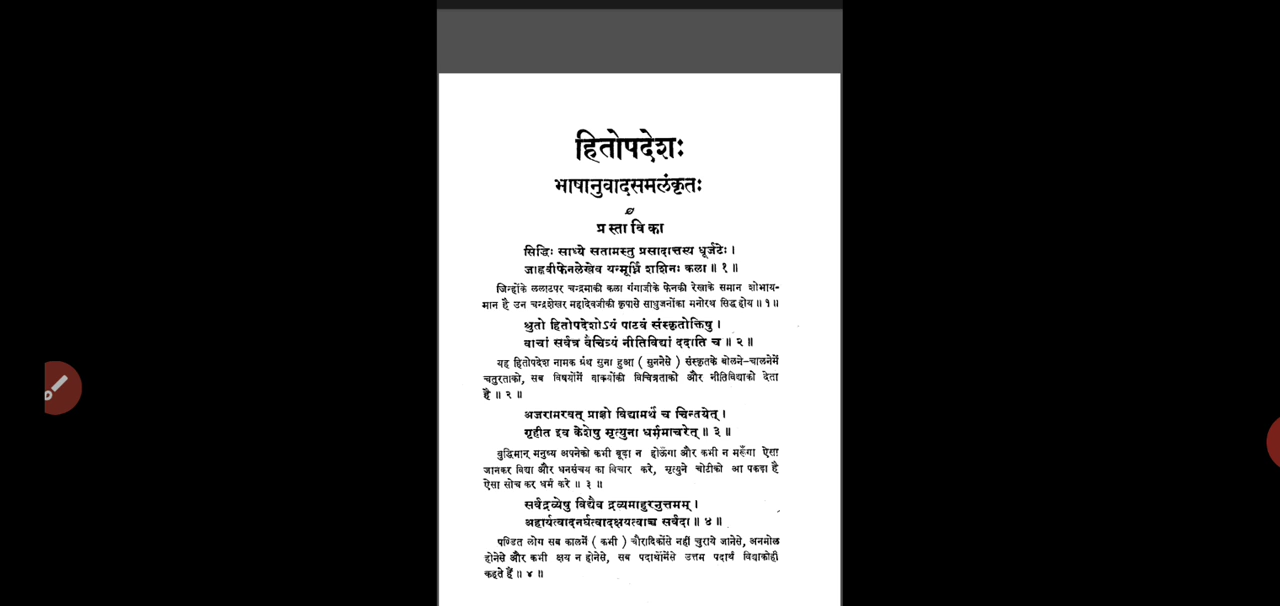 हितोपदेशः
भाषानुवादसमलंकृतः
प्र स्ता वि का
सिद्धिः साध्ये सतामस्तु प्रसादात्तस्य धूर्जटेः ।
जाह्नवीफेनलेखेव यन्मूर्ध्नि शशिनः कला ॥ १ ॥
जिन्होंके ललाटपर चन्द्रमाकी कला गंगाजीके फेनकी रेखाके समान शोभाय-
मान है उन चन्द्रशेखर महादेवजीकी कृपासे साधुजनोंका मनोरथ सिद्ध होय ॥ १ ॥
श्रुतो हितोपदेशोऽयं पाटवं संस्कृतोक्तिषु ।
वाचां सर्वत्र वैचित्र्यं नीतिविद्यां ददाति च ॥ २ ॥
यह हितोपदेश नामक ग्रंथ सुना हुआ ( सुननेसे ) संस्कृतके बोलने-चालनेमें
चतुरताको, सब विषयोंमें वाक्योंकी विचित्रताको और नीतिविद्याको देता
है ॥ २ ॥
अजरामरवत् प्राज्ञो विद्यामर्थं च चिन्तयेत् ।
गृहीत इव केशेषु मृत्युना धर्ममाचरेत् ॥ ३ ॥
बुद्धिमान् मनुष्य अपनेको कभी बूढा न होऊँगा और कभी न मरूँगा ऐसा
जानकर विद्या और धनसंचय का विचार करे, मृत्युने चोटीको आ पकडा है
ऐसा सोच कर धर्म करे ॥ ३ ॥
सर्वद्रव्येषु विद्यैव द्रव्यमाहुरनुत्तमम् ।
अहार्यत्वादनर्घत्वादक्षयत्वाच्च सर्वदा ॥ ४ ॥
पण्डित लोग सब कालमें ( कभी ) चौरादिकोंसे नहीं चुराये जानेसे, अनमोल
होनेसे और कभी क्षय न होनेसे, सब पदार्थोंमेंसे उत्तम पदार्थ विद्याकोही
कहते हैं ॥ ४ ॥